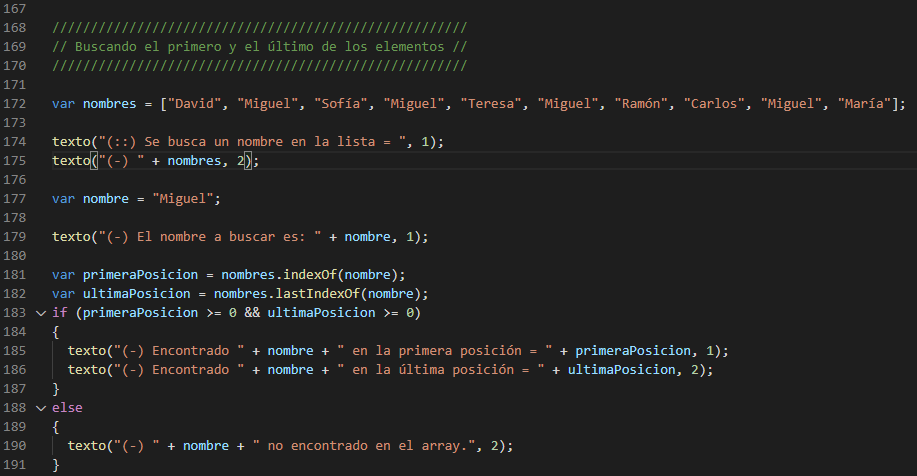 167
168 ///////////////////////////////////////////////////////
169 // Buscando el primero y el último de los elementos //
170 ///////////////////////////////////////////////////////
171
172 var nombres = ["David", "Miguel", "Sofía", "Miguel", "Teresa", "Miguel", "Ramón", "Carlos", "Miguel", "María"];
173
174 texto("(::) Se busca un nombre en la lista = ", 1);
175 texto("(-) " + nombres, 2);
176
177 var nombre = "Miguel";
178
179 texto("(-) El nombre a buscar es: " + nombre, 1);
180
181 var primeraPosicion = nombres.indexOf(nombre);
182 var ultimaPosicion = nombres.lastIndexOf(nombre);
183 if (primeraPosicion >= 0 && ultimaPosicion >= 0)
184 {
185   texto("(-) Encontrado " + nombre + " en la primera posición = " + primeraPosicion, 1);
186   texto("(-) Encontrado " + nombre + " en la última posición = " + ultimaPosicion, 2);
187 }
188 else
189 {
190   texto("(-) " + nombre + " no encontrado en el array.", 2);
191 }